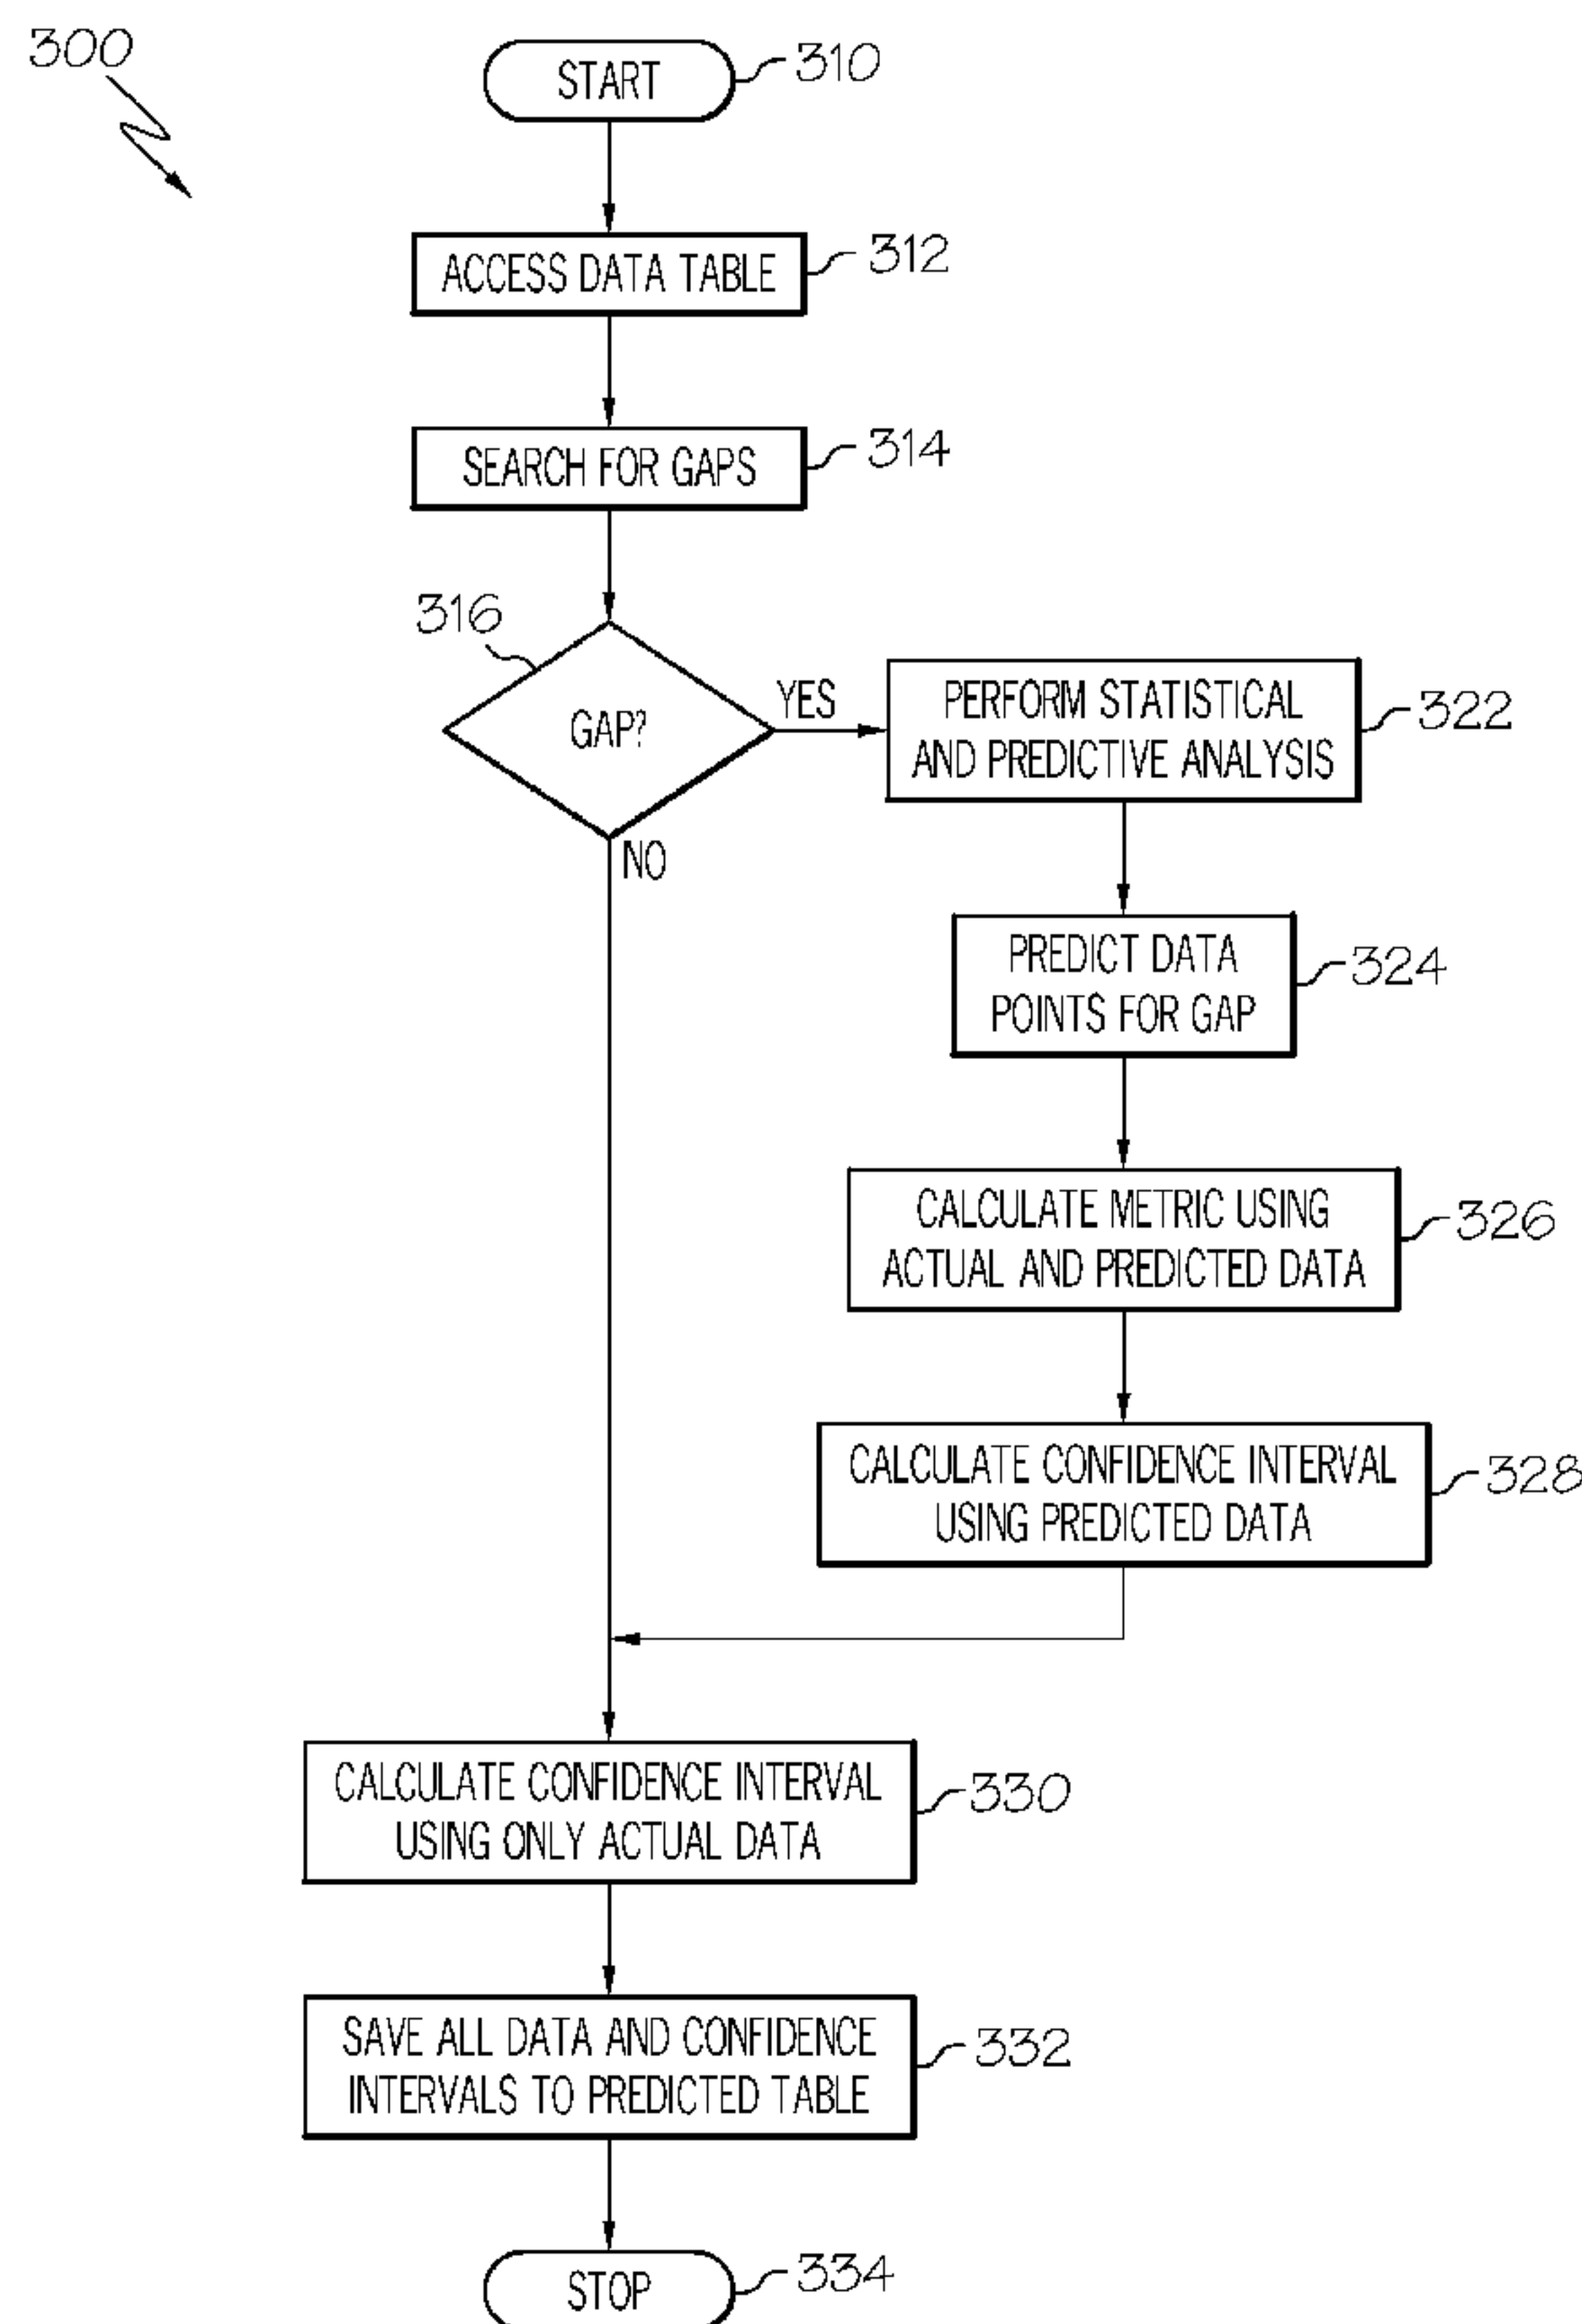 300
START
310
ACCESS DATA TABLE
312
SEARCH FOR GAPS
314
316
GAP?
YES
NO
PERFORM STATISTICAL
AND PREDICTIVE ANALYSIS
322
PREDICT DATA
POINTS FOR GAP
324
CALCULATE METRIC USING
ACTUAL AND PREDICTED DATA
326
CALCULATE CONFIDENCE INTERVAL
USING PREDICTED DATA
328
CALCULATE CONFIDENCE INTERVAL
USING ONLY ACTUAL DATA
330
SAVE ALL DATA AND CONFIDENCE
INTERVALS TO PREDICTED TABLE
332
STOP
334